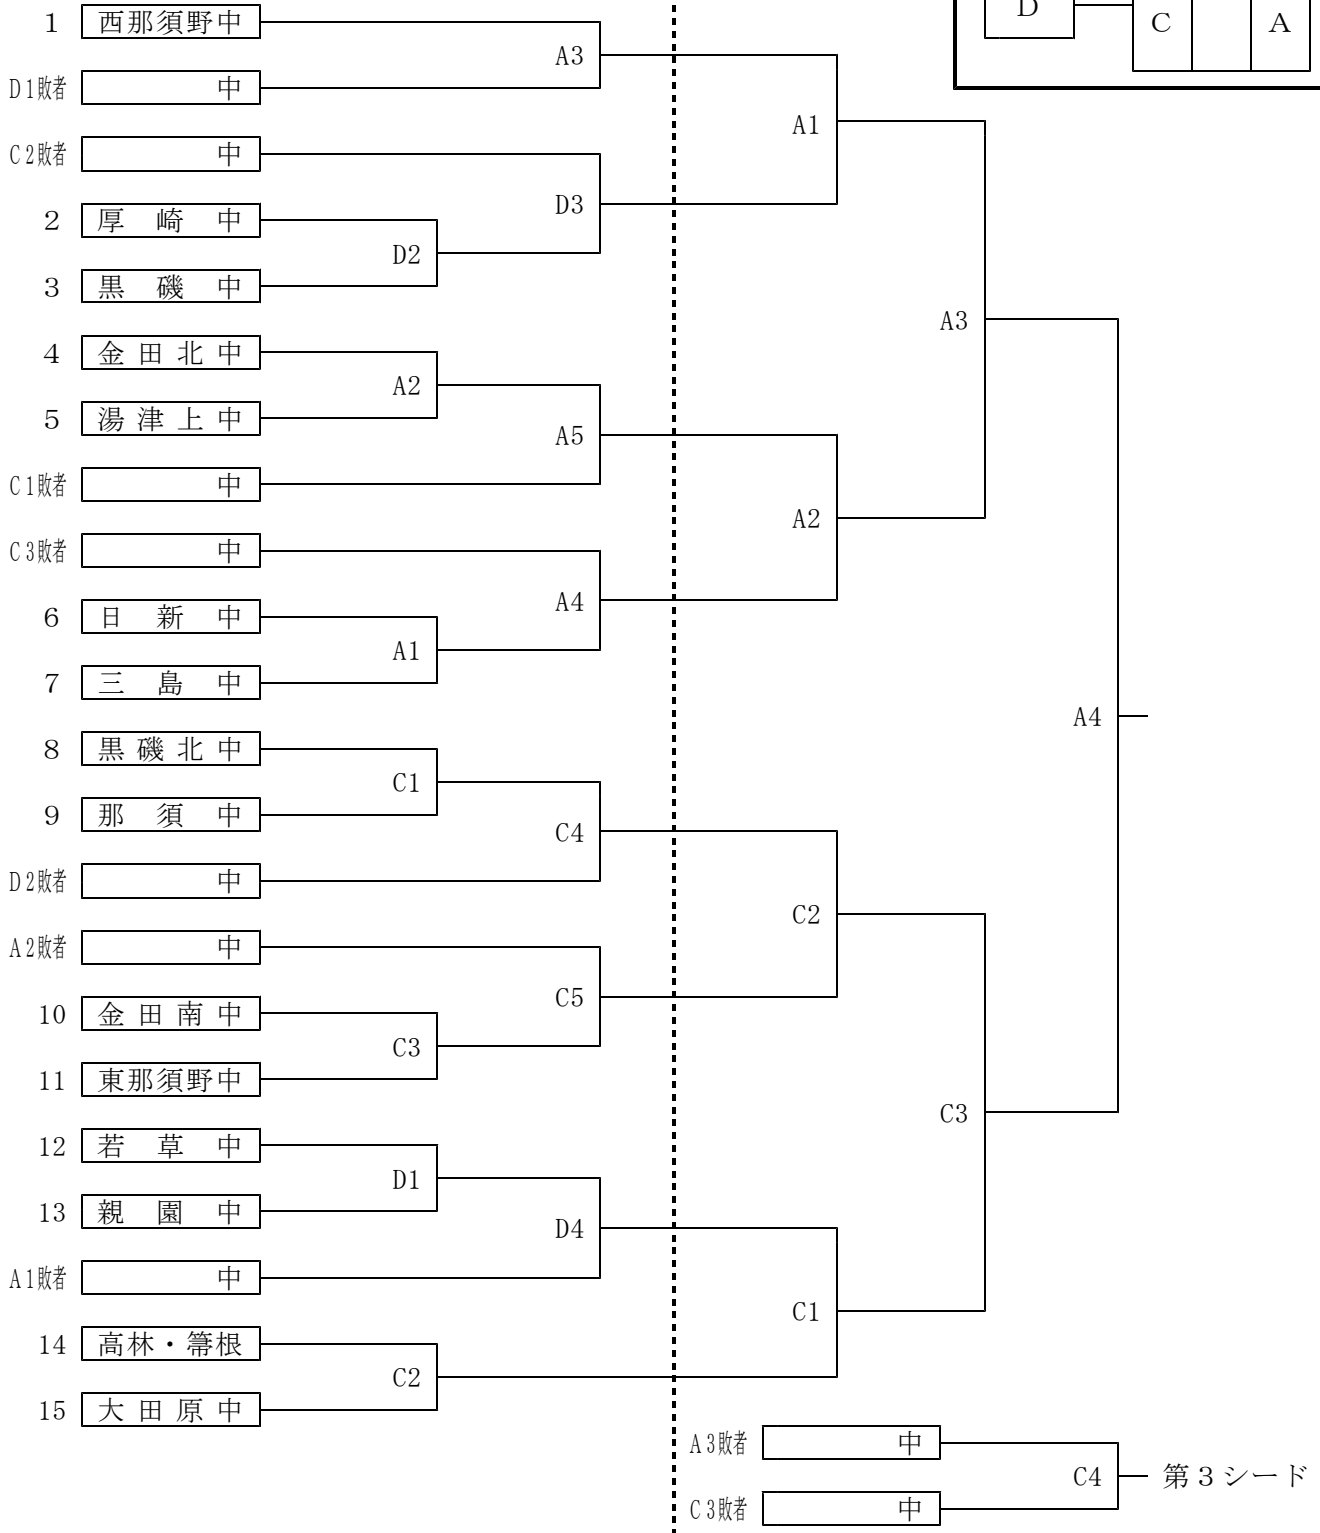 D C A
1 西那須野中
A3
D1敗者 中
A1
C2敗者 中
D3
2 厚崎中
D2
3 黒磯中
A3
4 金田北中
A2
5 湯津上中
A5
C1敗者 中
A2
C3敗者 中
A4
6 日新中
A1
7 三島中
A4
8 黒磯北中
C1
9 那須中
C4
D2敗者 中
C2
A2敗者 中
C5
10 金田南中
C3
11 東那須野中
C3
12 若草中
D1
13 親園中
D4
A1敗者 中
C1
14 高林・箒根
C2
15 大田原中
A3敗者 中
C4 第3シード
C3敗者 中